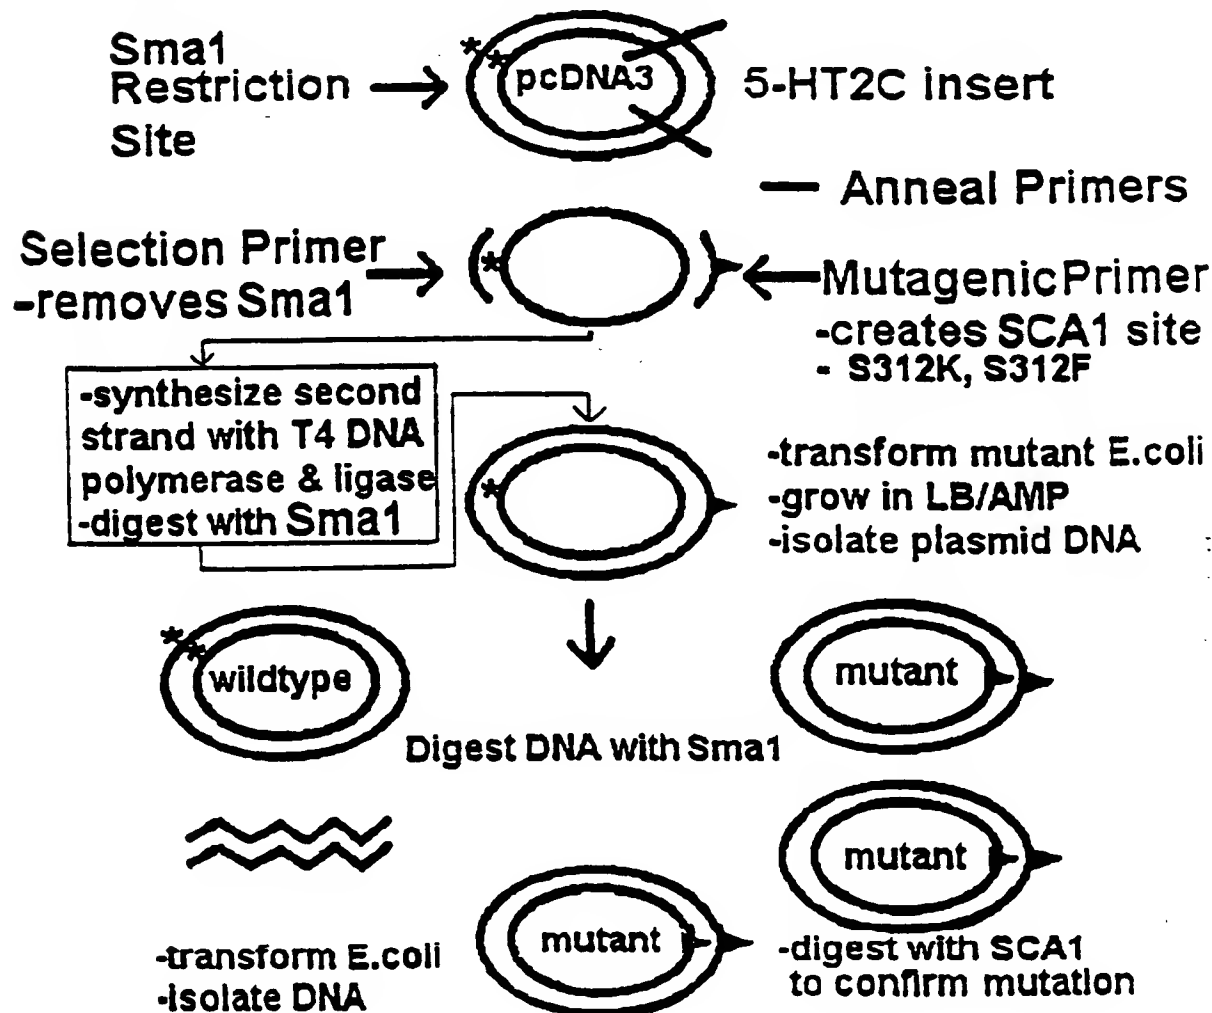 Sma1
Restriction
Site
pcDNA3
5-HT2C insert
Anneal Primers
Selection Primer
-removes Sma1
Mutagenic Primer
-creates SCA1 site
- S312K, S312F
-synthesize second
strand with T4 DNA
polymerase & ligase
-digest with Sma1
-transform mutant E.coli
-grow in LB/AMP
-isolate plasmid DNA
wildtype
mutant
Digest DNA with Sma1
mutant
mutant
-transform E.coli
-isolate DNA
-digest with SCA1
to confirm mutation